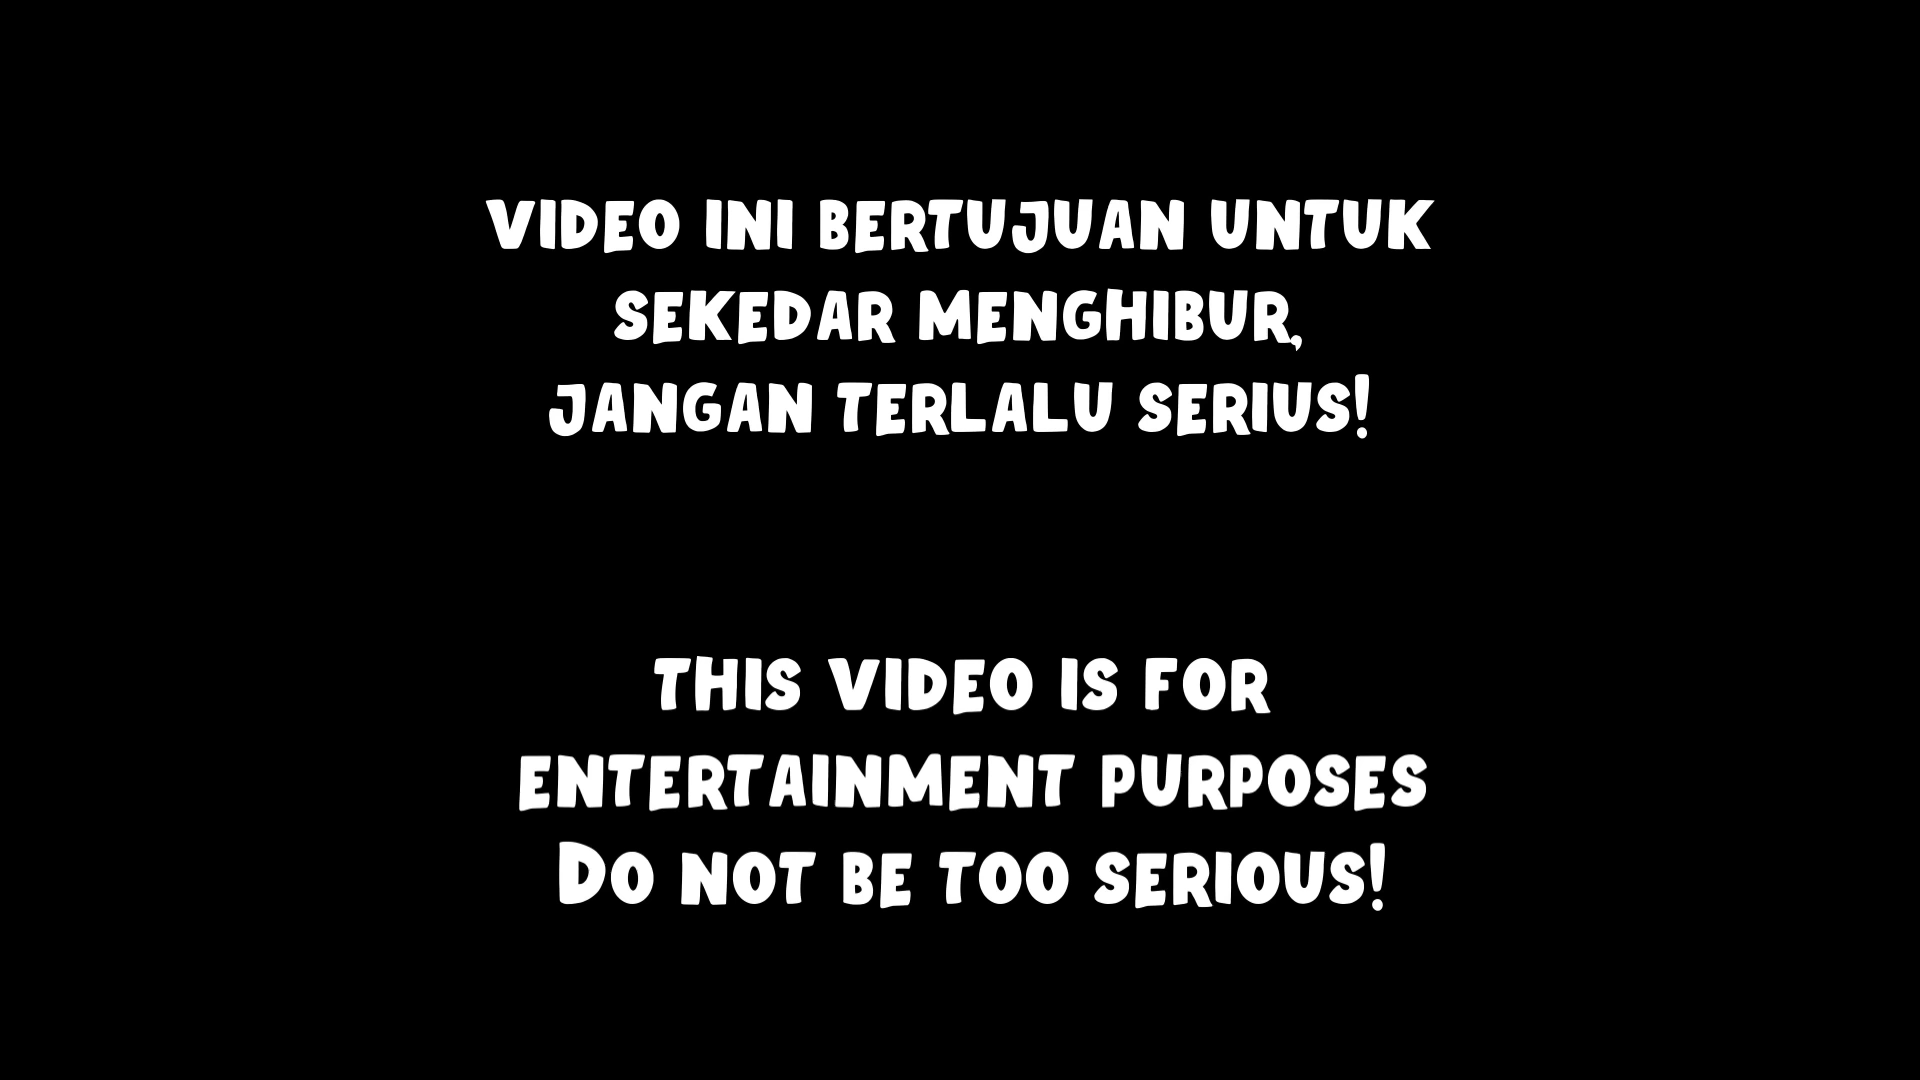 VIDEO INI BERTUJUAN UNTUK
SEKEDAR MENGHIBUR,
JANGAN TERLALU SERIUS!
THIS VIDEO IS FOR
ENTERTAINMENT PURPOSES
DO NOT BE TOO SERIOUS!